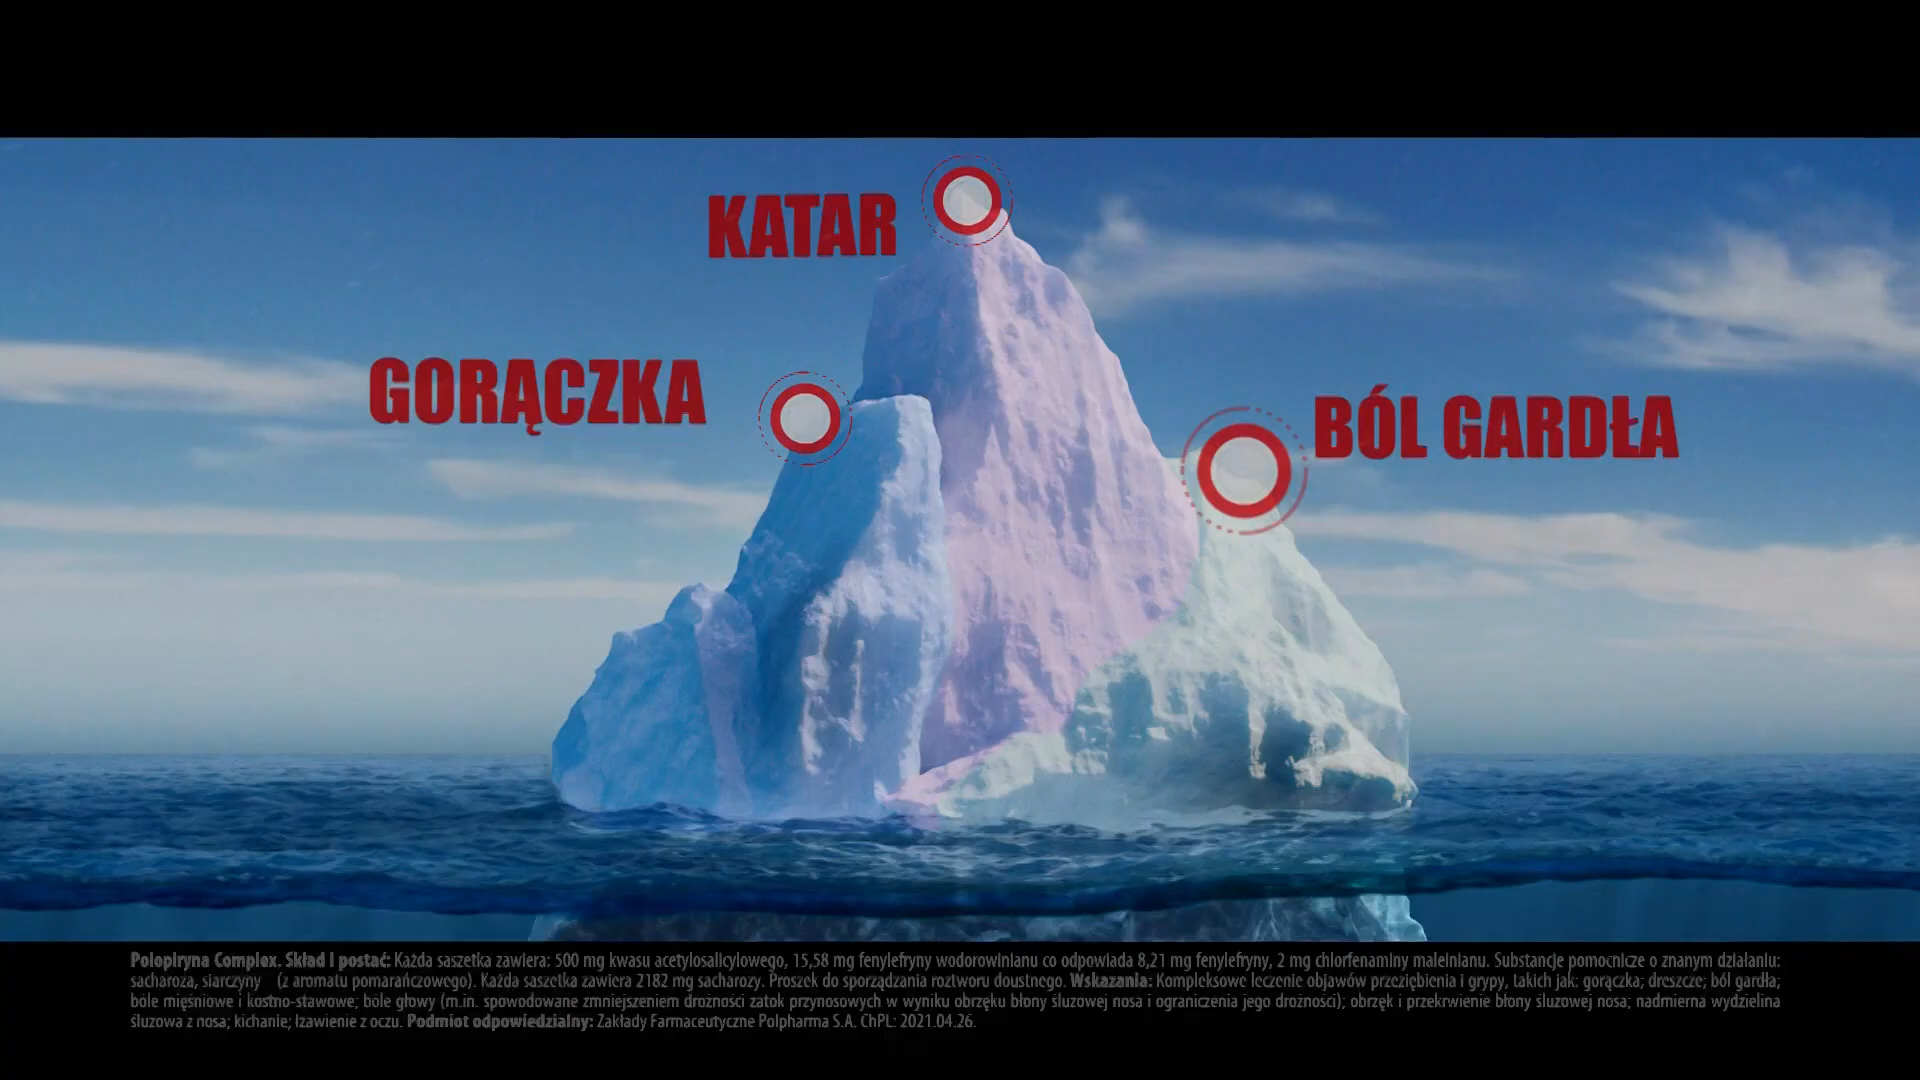 KATAR
GORĄCZKA
BÓL GARDŁA
Polopiryna Complex. Skład i postać: Każda saszetka zawiera: 500 mg kwasu acetylosalicylowego, 15,58 mg fenylefryny wodorowinianu co odpowiada 8,21 mg fenylefryny, 2 mg chlorfenaminy maleinianu. Substancje pomocnicze o znanym działaniu:
sacharoza, siarczyny (z aromatu pomarańczowego). Każda saszetka zawiera 2182 mg sacharozy. Proszek do sporządzania roztworu doustnego. Wskazania: Kompleksowe leczenie objawów przeziębienia i grypy, takich jak: gorączka; dreszcze; ból gardła;
bóle mięśniowe i kostno-stawowe; bóle głowy (m.in. spowodowane zmniejszeniem drożności zatok przynosowych w wyniku obrzęku błony śluzowej nosa i ograniczenia jego drożności); obrzęk i przekrwienie błony śluzowej nosa; nadmierna wydzielina
śluzowa z nosa; kichanie; łzawienie z oczu. Podmiot odpowiedzialny: Zakłady Farmaceutyczne Polpharma S.A. ChPL: 2021.04.26.